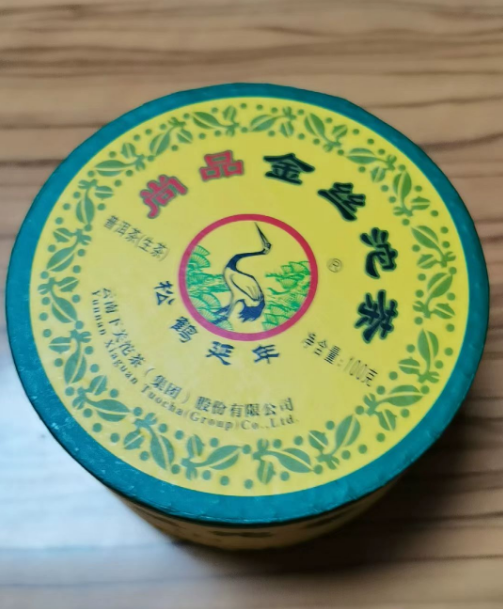 尚品金丝沱茶
普洱茶(生茶)
®
松鹤延年
净含量:100克
云南下关沱茶(集团)股份有限公司
Yunnan Xiaguan Tuocha(Group)Co.,Ltd.